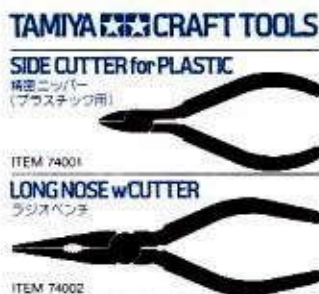 TAMIYA CRAFT TOOLS
SIDE CUTTER for PLASTIC
精密ニッパー
(プラスチック用)
ITEM 74001
LONG NOSE wCUTTER
ラジオペンチ
ITEM 74002